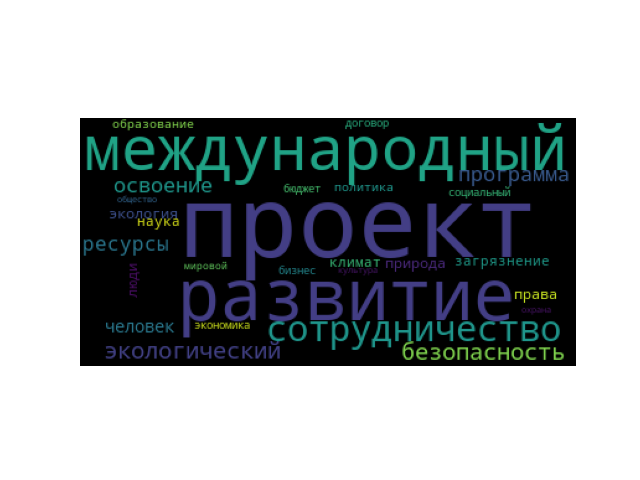 образование договор
международный
программа
освоение бюджет политика социальный
общество
экология проект
наука
ресурсы климат природа загрязнение
мировой бизнес культура
люди развитие права
охрана
человек экономика сотрудничество
экологический безопасность